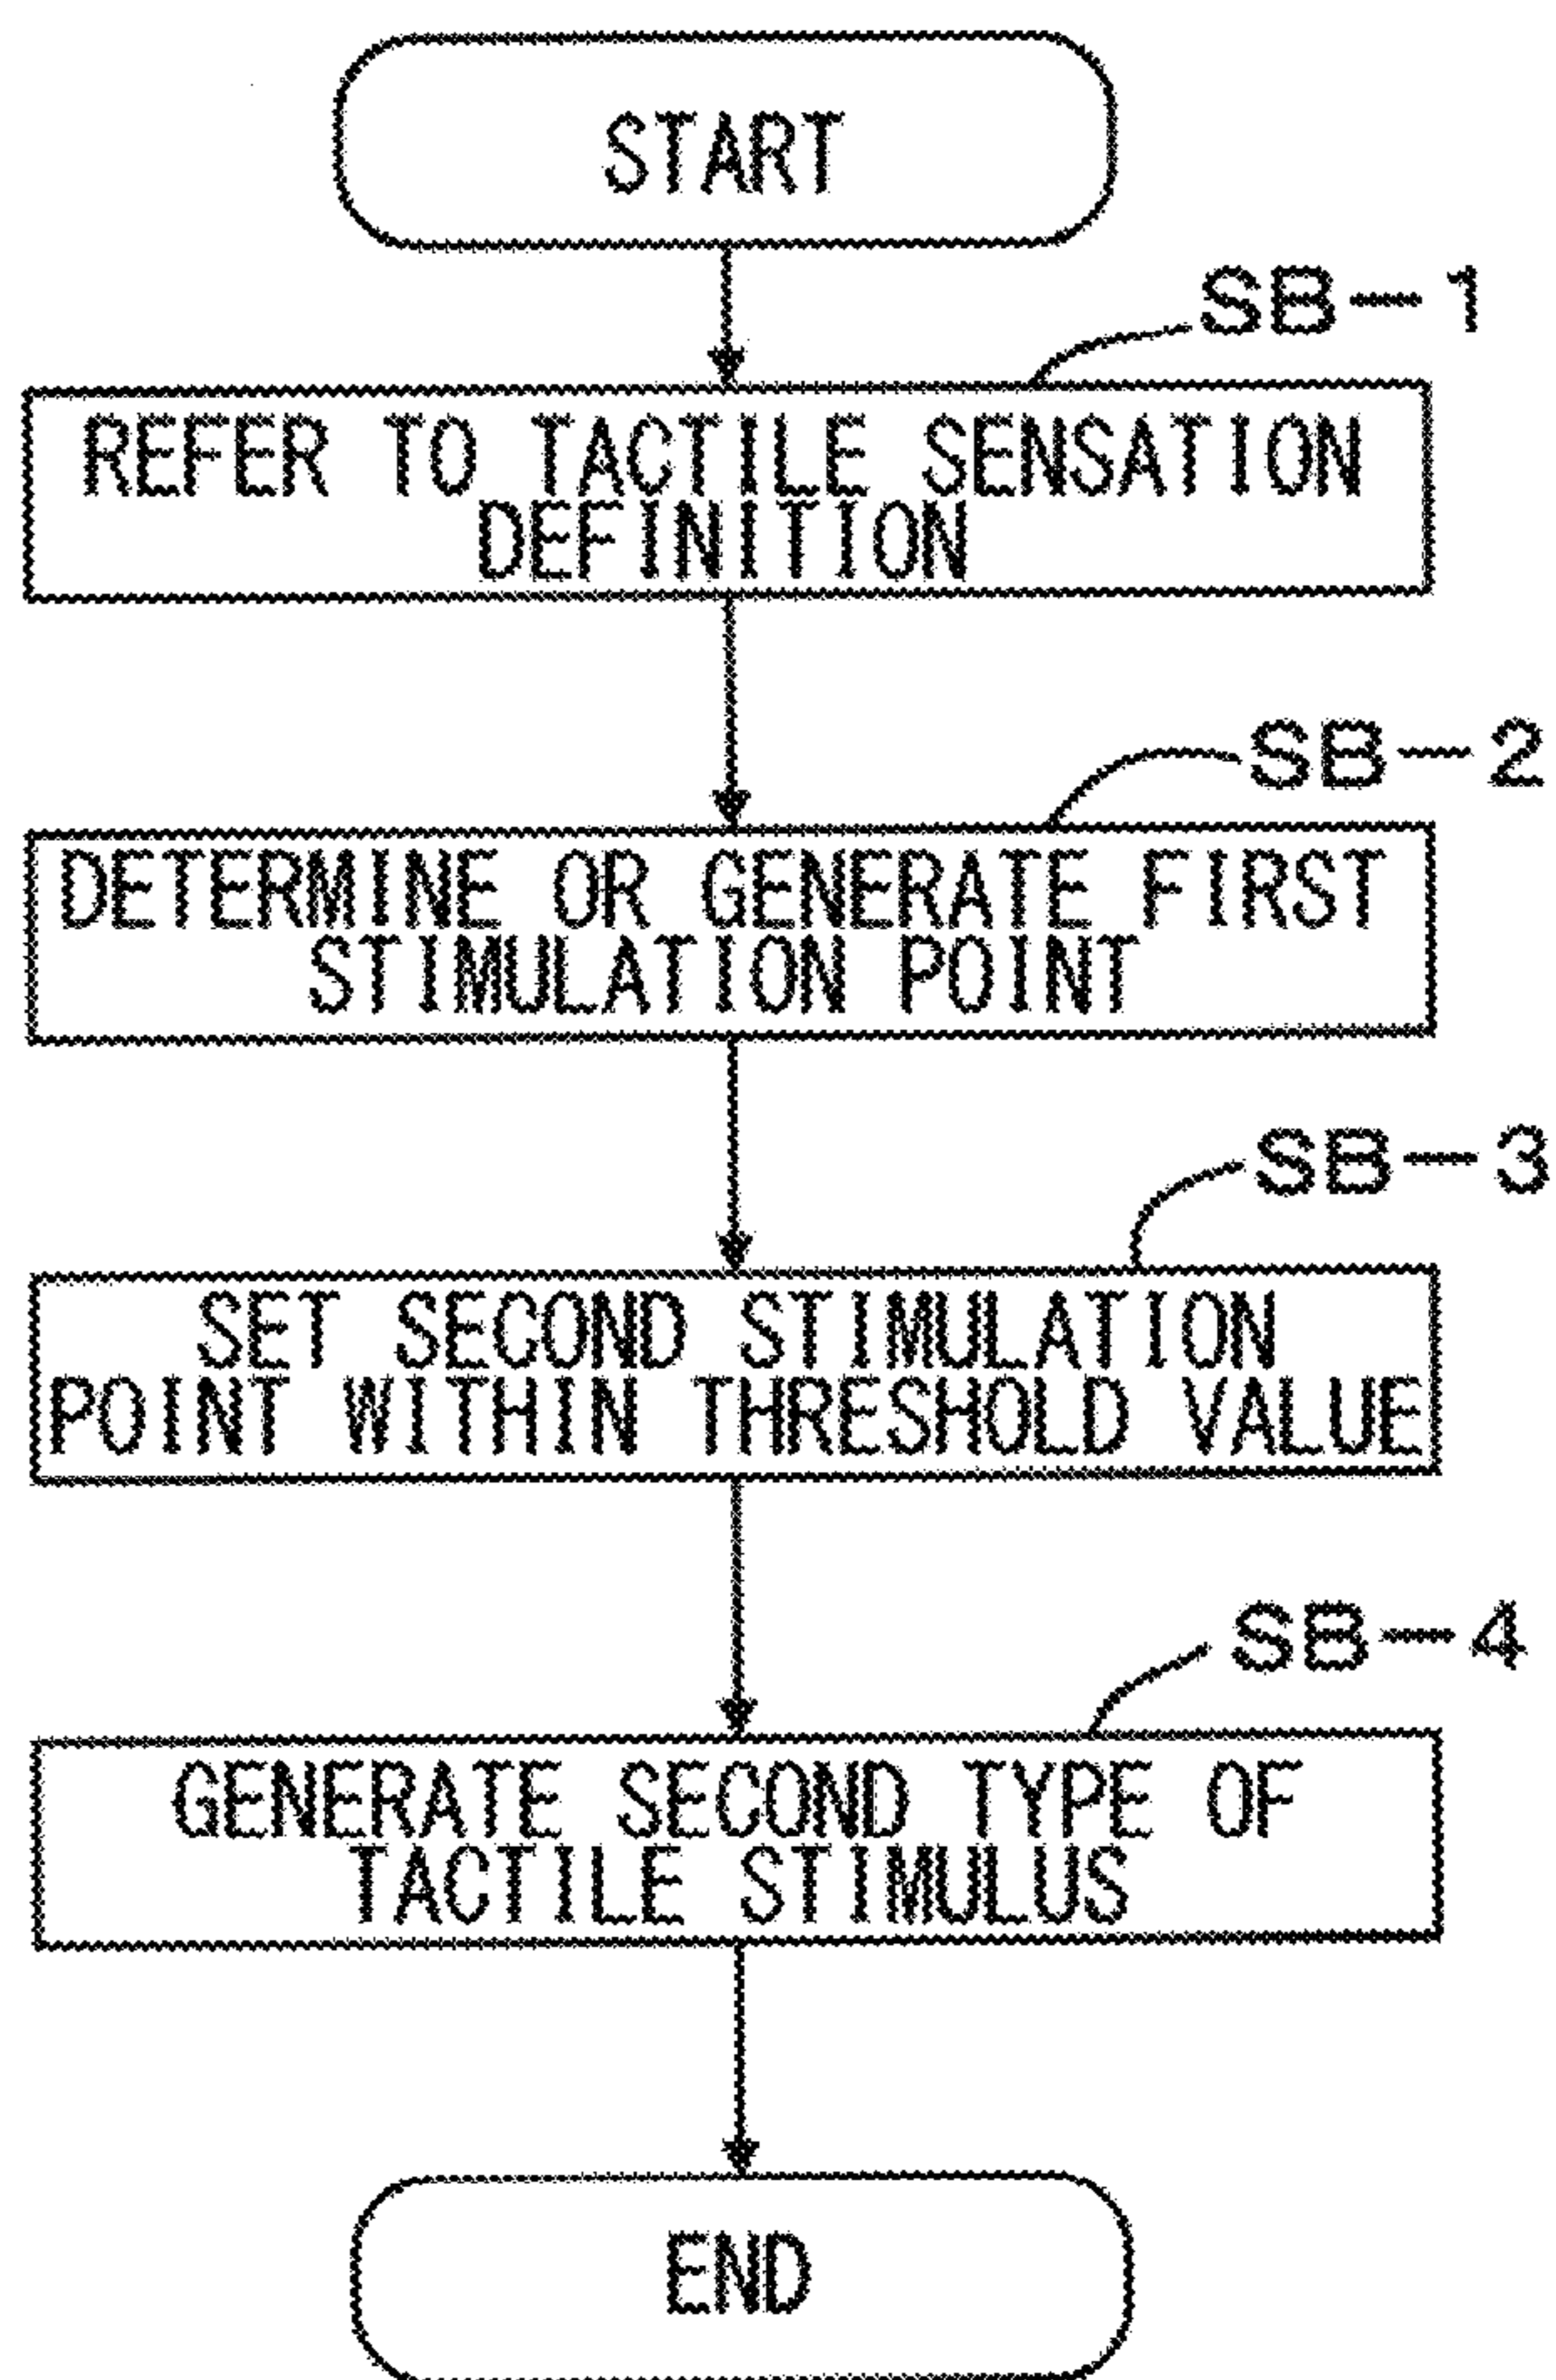 START
SB-1
REFER TO TACTILE SENSATION
DEFINITION
SB-2
DETERMINE OR GENERATE FIRST
STIMULATION POINT
SB-3
SET SECOND STIMULATION
POINT WITHIN THRESHOLD VALUE
SB-4
GENERATE SECOND TYPE OF
TACTILE STIMULUS
END